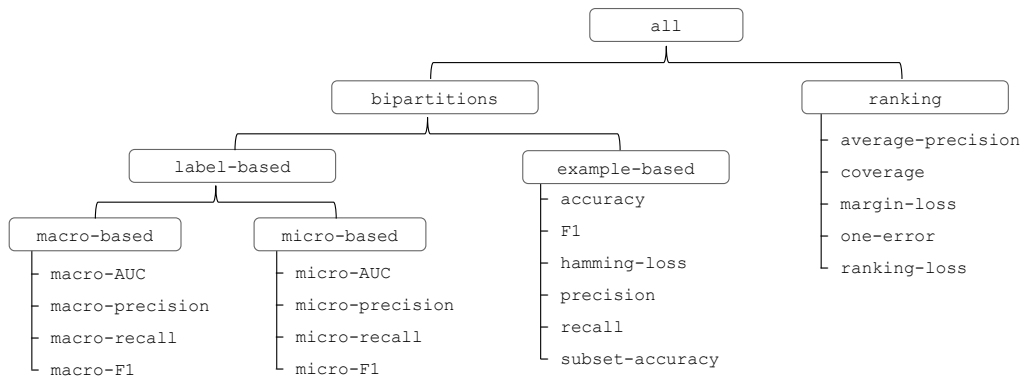 all
bipartitions
ranking
label-based
example-based
macro-based
micro-based
macro-AUC
macro-precision
macro-recall
macro-F1
micro-AUC
micro-precision
micro-recall
micro-F1
accuracy
F1
hamming-loss
precision
recall
subset-accuracy
average-precision
coverage
margin-loss
one-error
ranking-loss